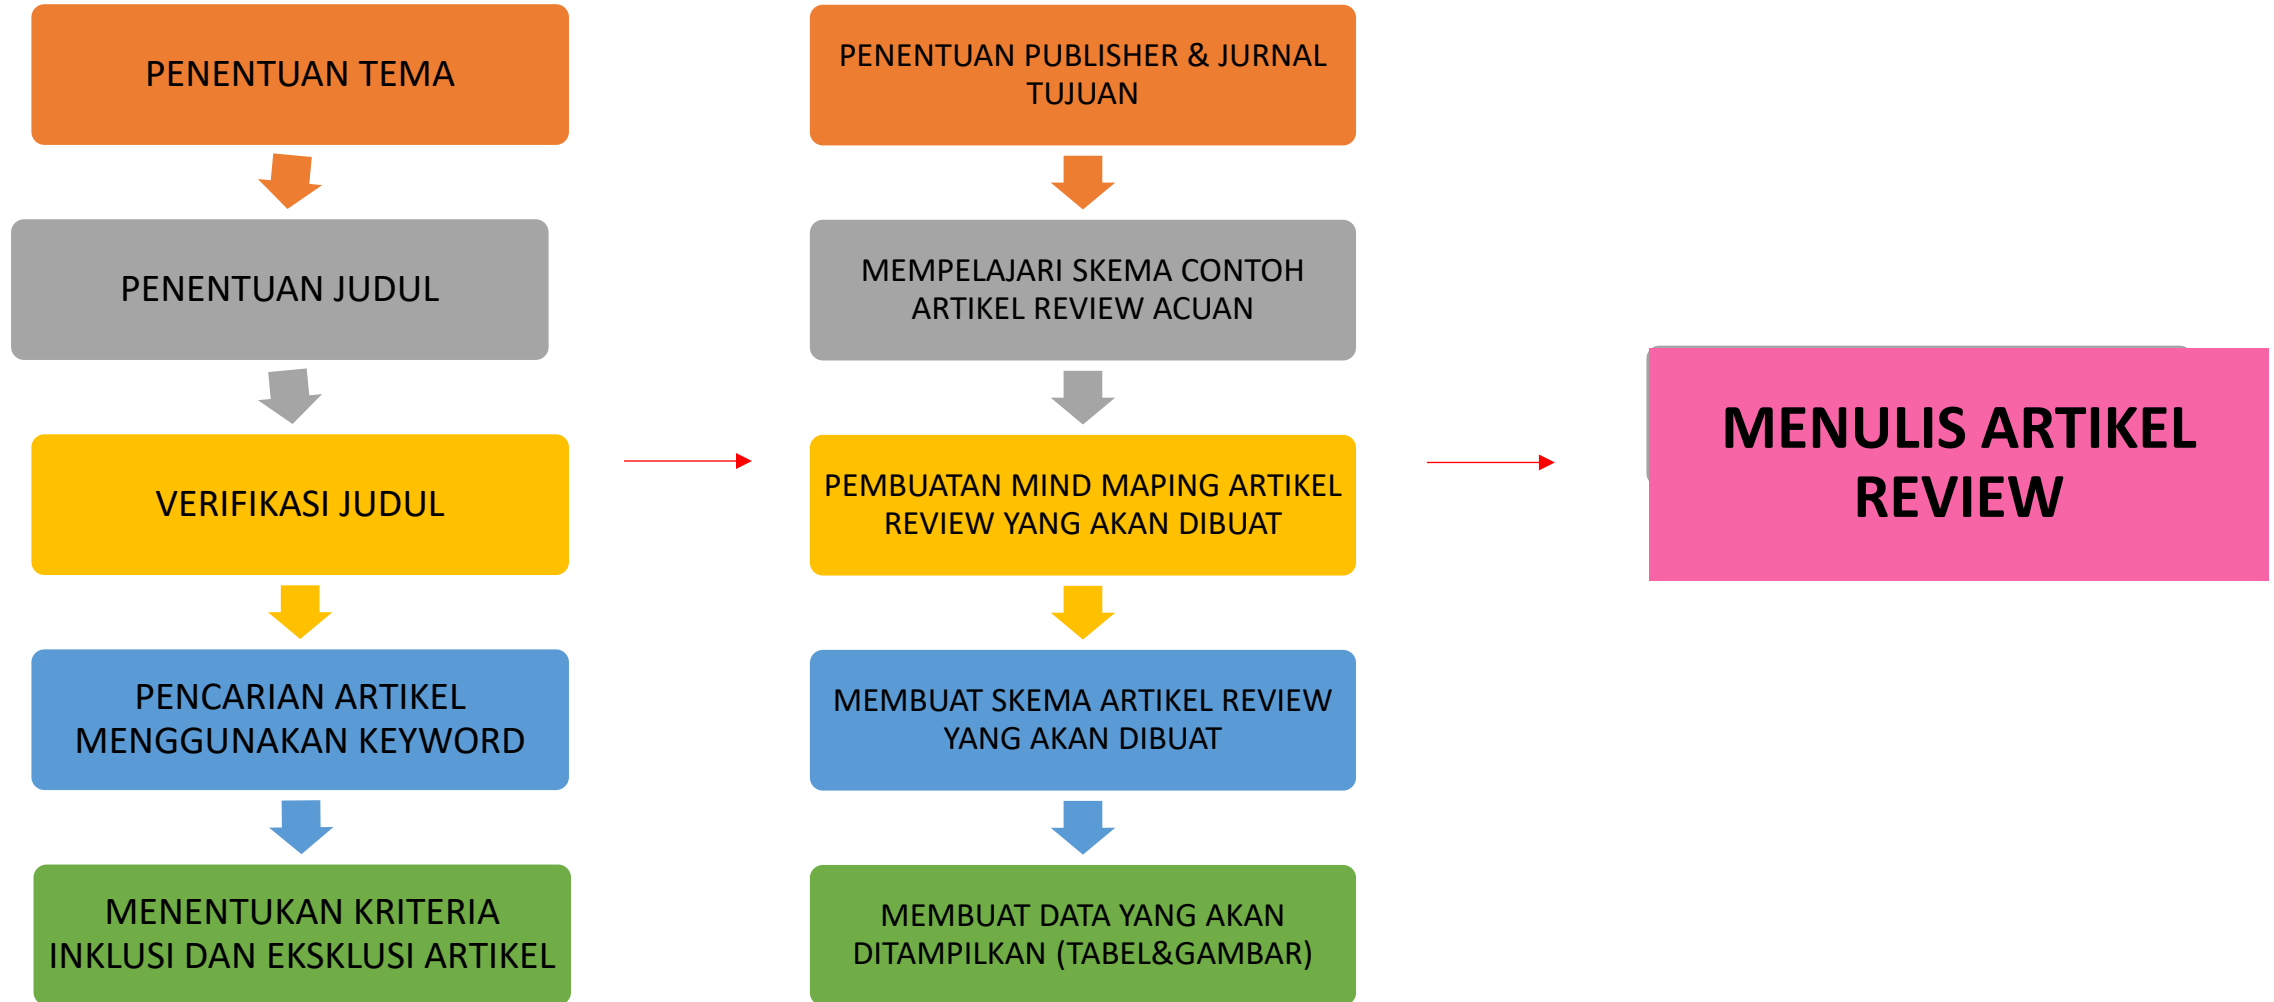 PENENTUAN TEMA
PENENTUAN JUDUL
VERIFIKASI JUDUL
PENCARIAN ARTIKEL
MENGGUNAKAN KEYWORD
MENENTUKAN KRITERIA
INKLUSI DAN EKSKLUSI ARTIKEL
PENENTUAN PUBLISHER & JURNAL
TUJUAN
MEMPELAJARI SKEMA CONTOH
ARTIKEL REVIEW ACUAN
PEMBUATAN MIND MAPING ARTIKEL
REVIEW YANG AKAN DIBUAT
MEMBUAT SKEMA ARTIKEL REVIEW
YANG AKAN DIBUAT
MEMBUAT DATA YANG AKAN
DITAMPILKAN (TABEL&GAMBAR)
MENULIS ARTIKEL
REVIEW